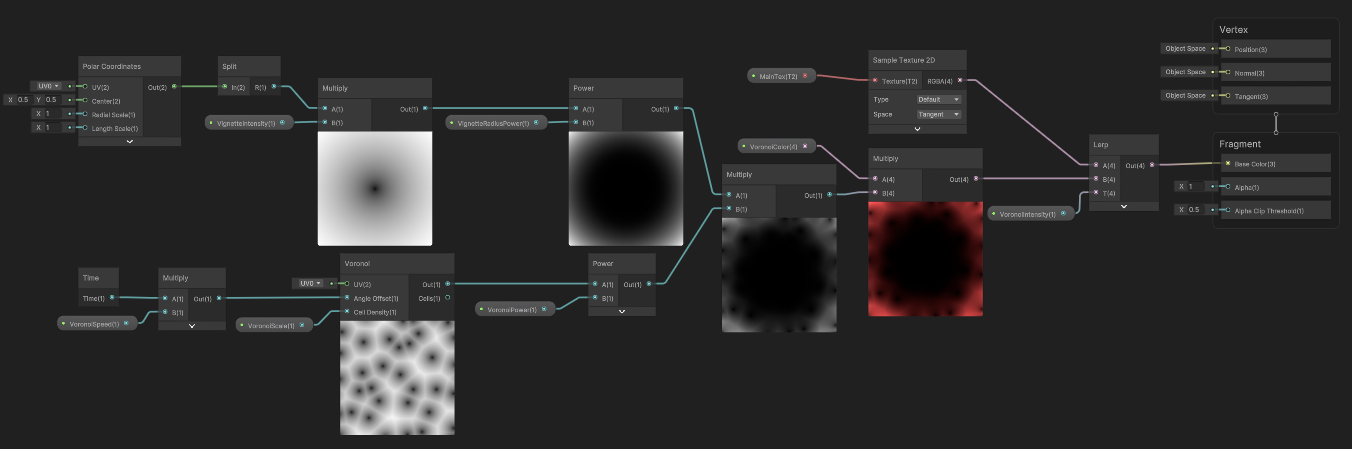 Polar Coordinates
UV0
UV(2)
Out(2)
X 0.5 Y 0.5
Center(2)
X 1
Radial Scale(1)
X 1
Length Scale(1)
Split
In(2)
R(1)
Multiply
A(1)
Out(1)
VignetteIntensity(1)
B(1)
Power
A(1)
Out(1)
VignetteRadiusPower(1)
B(1)
Time
Time(1)
Multiply
A(1)
Out(1)
B(1)
VoronoiSpeed(1)
Voronoi
UV0
UV(2)
Out(1)
Angle Offset(1)
Cells(1)
VoronoiScale(1)
Cell Density(1)
Power
A(1)
Out(1)
VoronoiPower(1)
B(1)
Multiply
A(1)
Out(1)
B(1)
Sample Texture 2D
MainTex(T2)
Texture(T2)
RGBA(4)
Type
Default
Space
Tangent
VoronoiColor(4)
Multiply
A(4)
Out(4)
B(4)
VoronoiIntensity(1)
Lerp
A(4)
Out(4)
B(4)
T(4)
Vertex
Object Space
Position(3)
Object Space
Normal(3)
Object Space
Tangent(3)
Fragment
Base Color(3)
X 1
Alpha(1)
X 0.5
Alpha Clip Threshold(1)